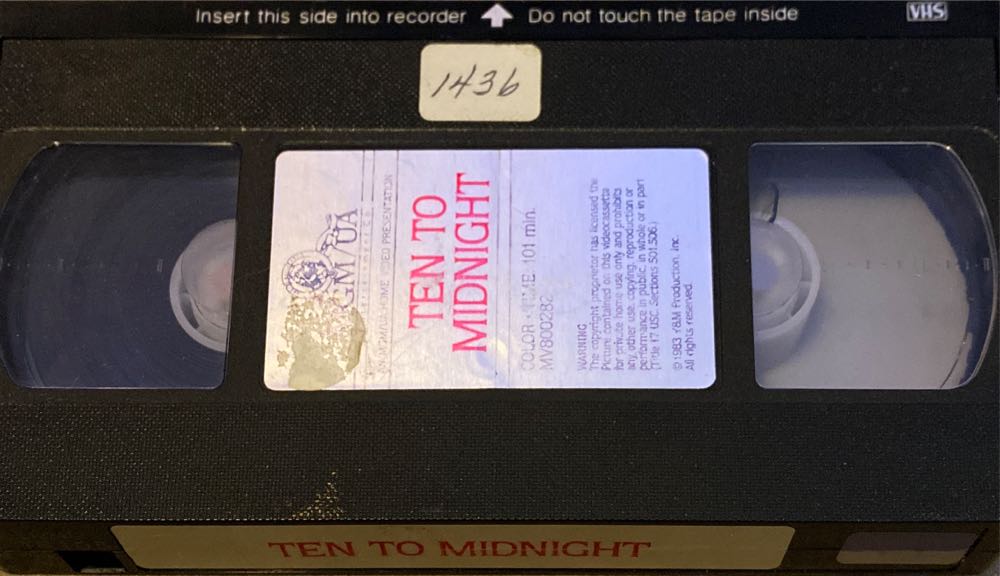 Insert this side into recorder Do not touch the tape inside VHS
1436
GM/UA
HOME VIDEO PRESENTATION
TEN TO
MIDNIGHT
COLOR 101 min.
MV800282
WARNING
The copyright proprietor has licensed the
Picture contained on this videocassette
for private home use only and prohibits
any other use, copying, reproduction or
performance in public, in whole or in part
(Title 17 USC Sections 501 506.)
© 1983 Production, Inc.
All rights reserved.
TEN TO MIDNIGHT